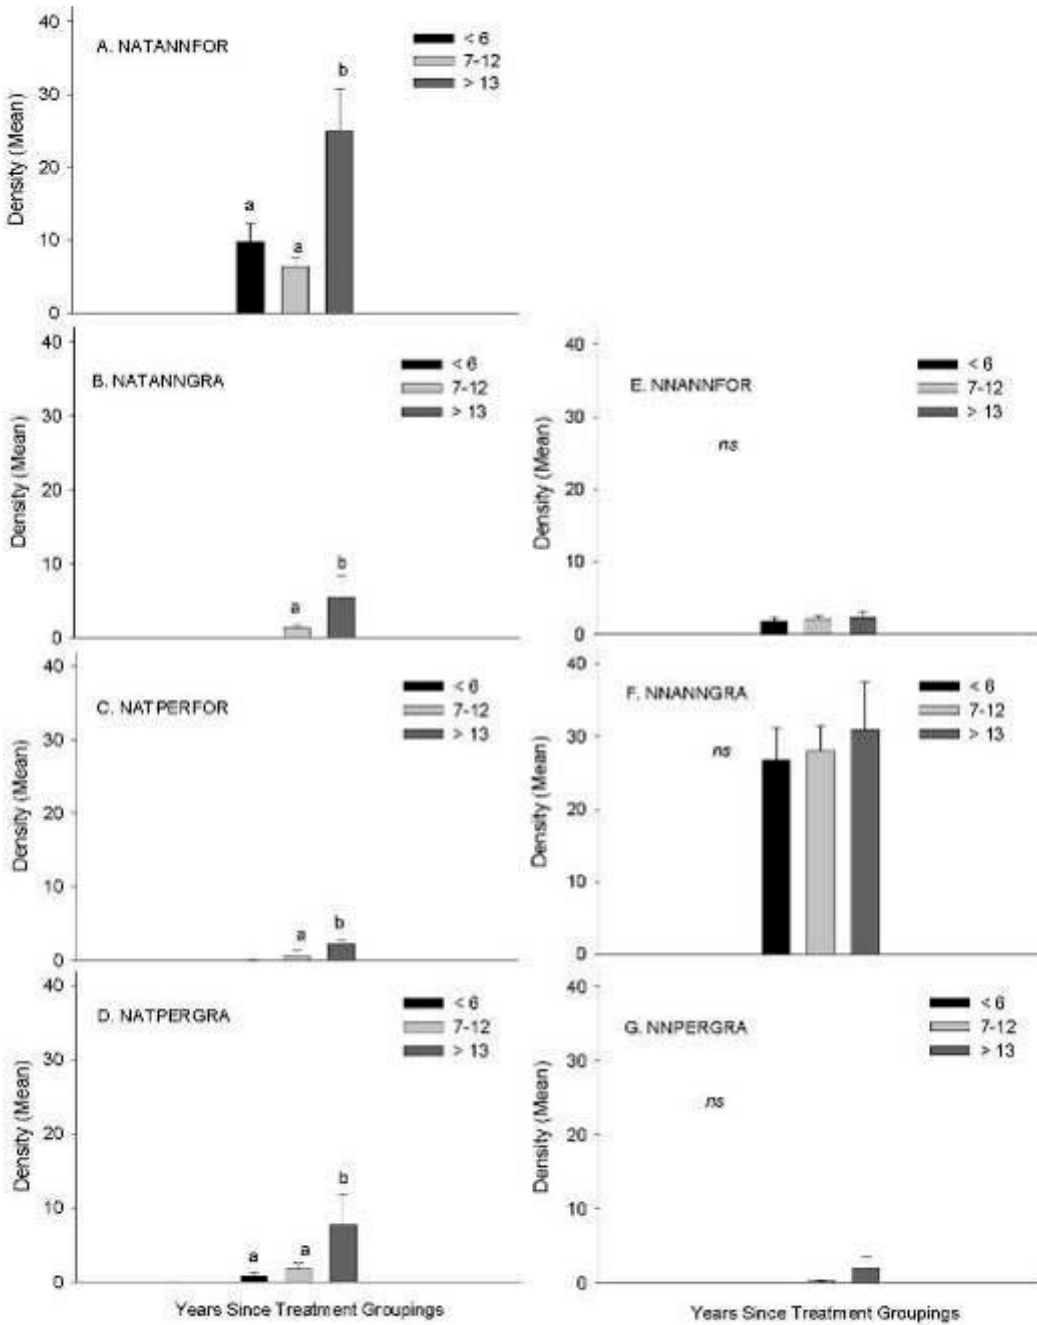 A. NATANNFOR
< 6
7-12
> 13
Density (Mean)
40
30
20
10
0
a
a
b
B. NATANNGRA
< 6
7-12
> 13
Density (Mean)
40
30
20
10
0
a
b
C. NATPERFOR
< 6
7-12
> 13
Density (Mean)
40
30
20
10
0
a
b
D. NATPERGRA
< 6
7-12
> 13
Density (Mean)
40
30
20
10
0
a
a
b
Years Since Treatment Groupings
E. NNANNFOR
< 6
7-12
> 13
Density (Mean)
40
30
20
10
0
ns
F. NNANNGRA
< 6
7-12
> 13
Density (Mean)
40
30
20
10
0
ns
G. NNPERGRA
< 6
7-12
> 13
Density (Mean)
40
30
20
10
0
ns
Years Since Treatment Groupings